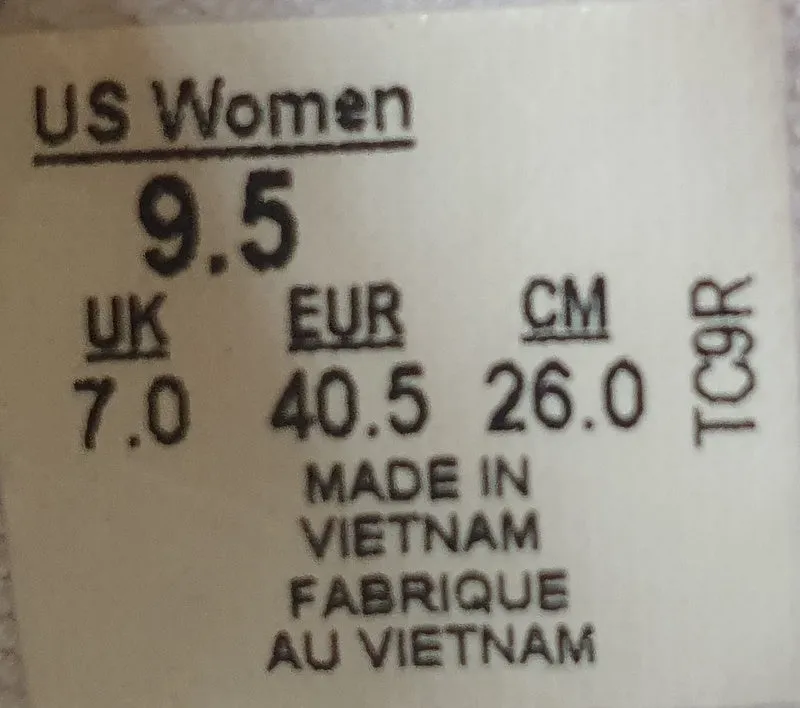 US Women
9.5
UK EUR CM
7.0 40.5 26.0
TC9R
MADE IN
VIETNAM
FABRIQUE
AU VIETNAM